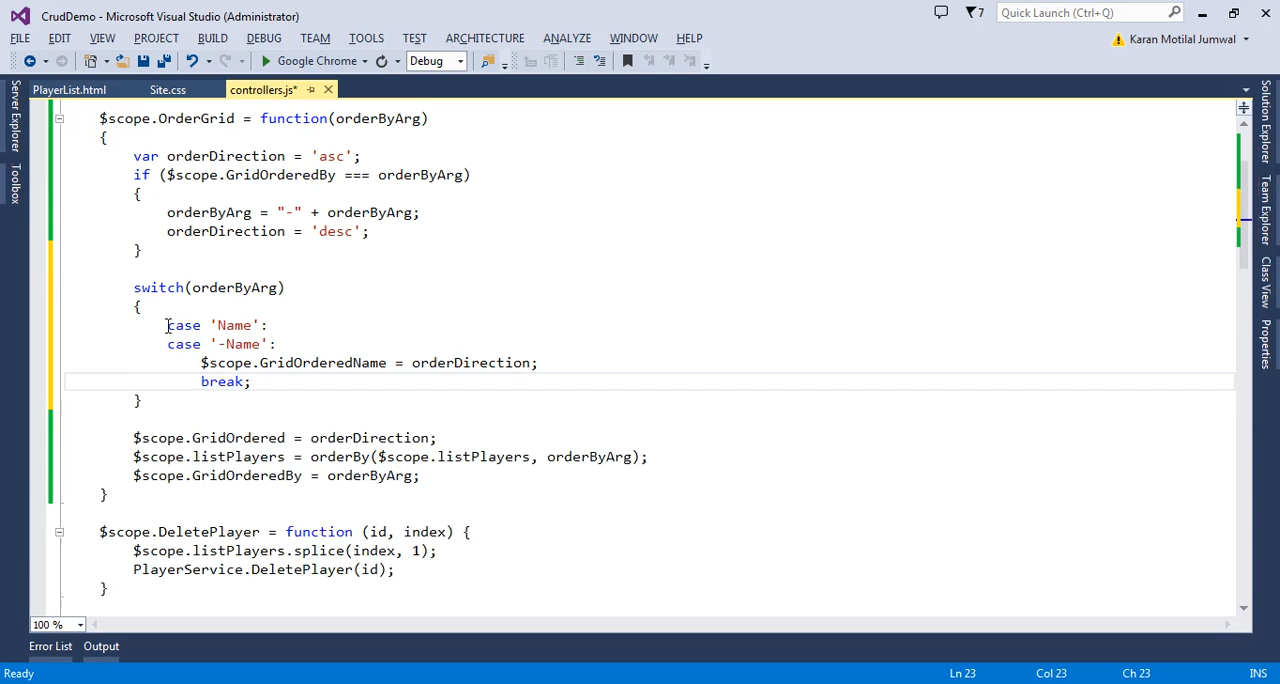 CrudDemo - Microsoft Visual Studio (Administrator)
7
Quick Launch (Ctrl+Q)
FILE EDIT VIEW PROJECT BUILD DEBUG TEAM TOOLS TEST ARCHITECTURE ANALYZE WINDOW HELP
Karan Motilal Jumwal
Google Chrome
Debug
PlayerList.html Site.css controllers.js*
Server Explorer
Toolbox
$scope.OrderGrid = function(orderByArg)
{
var orderDirection = 'asc';
if ($scope.GridOrderedBy === orderByArg)
{
orderByArg = "-" + orderByArg;
orderDirection = 'desc';
}
switch(orderByArg)
{
case 'Name':
case '-Name':
$scope.GridOrderedName = orderDirection;
break;
}
$scope.GridOrdered = orderDirection;
$scope.listPlayers = orderBy($scope.listPlayers, orderByArg);
$scope.GridOrderedBy = orderByArg;
}
$scope.DeletePlayer = function (id, index) {
$scope.listPlayers.splice(index, 1);
PlayerService.DeletePlayer(id);
}
Solution Explorer
Team Explorer
Class View
Properties
100 %
Error List Output
Ready Ln 23 Col 23 Ch 23 INS